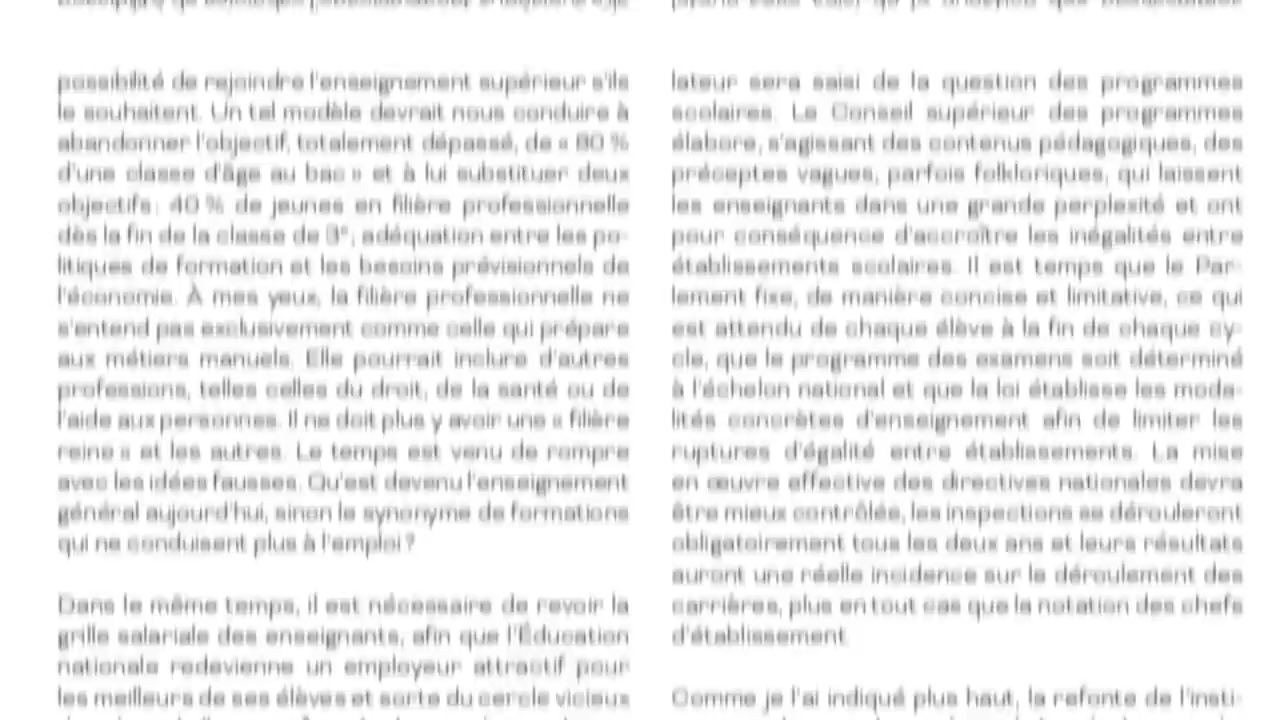 possibilité de rejoindre l'enseignement supérieur s'ils
le souhaitent. Un tel modèle devrait nous conduire à
abandonner l'objectif, totalement dépassé, de « 80 %
d'une classe d'âge au bac » et à lui substituer deux
objectifs : 40 % de jeunes en filière professionnelle
dès la fin de la classe de 3e ; adéquation entre les po-
litiques de formation et les besoins prévisionnels de
l'économie. À mes yeux, la filière professionnelle ne
s'entend pas exclusivement comme celle qui prépare
aux métiers manuels. Elle pourrait inclure d'autres
professions, telles celles du droit, de la santé ou de
l'aide aux personnes. Il ne doit plus y avoir une « filière
reine » et les autres. Le temps est venu de rompre
avec les idées fausses. Qu'est devenu l'enseignement
général aujourd'hui, sinon le synonyme de formations
qui ne conduisent plus à l'emploi ?
Dans le même temps, il est nécessaire de revoir la
grille salariale des enseignants, afin que l'Éducation
nationale redevienne un employeur attractif pour
les meilleurs de ses élèves et sorte du cercle vicieux
lateur sera saisi de la question des programmes
scolaires. Le Conseil supérieur des programmes
élabore, s'agissant des contenus pédagogiques, des
préceptes vagues, parfois folkloriques, qui laissent
les enseignants dans une grande perplexité et ont
pour conséquence d'accroître les inégalités entre
établissements scolaires. Il est temps que le Par-
lement fixe, de manière concise et limitative, ce qui
est attendu de chaque élève à la fin de chaque cy-
cle, que le programme des examens soit déterminé
à l'échelon national et que la loi établisse les moda-
lités concrètes d'enseignement afin de limiter les
ruptures d'égalité entre établissements. La mise
en œuvre effective des directives nationales devra
être mieux contrôlée, les inspections se dérouleront
obligatoirement tous les deux ans et leurs résultats
auront une réelle incidence sur le déroulement des
carrières, plus en tout cas que la notation des chefs
d'établissement.
Comme je l'ai indiqué plus haut, la refonte de l'insti-